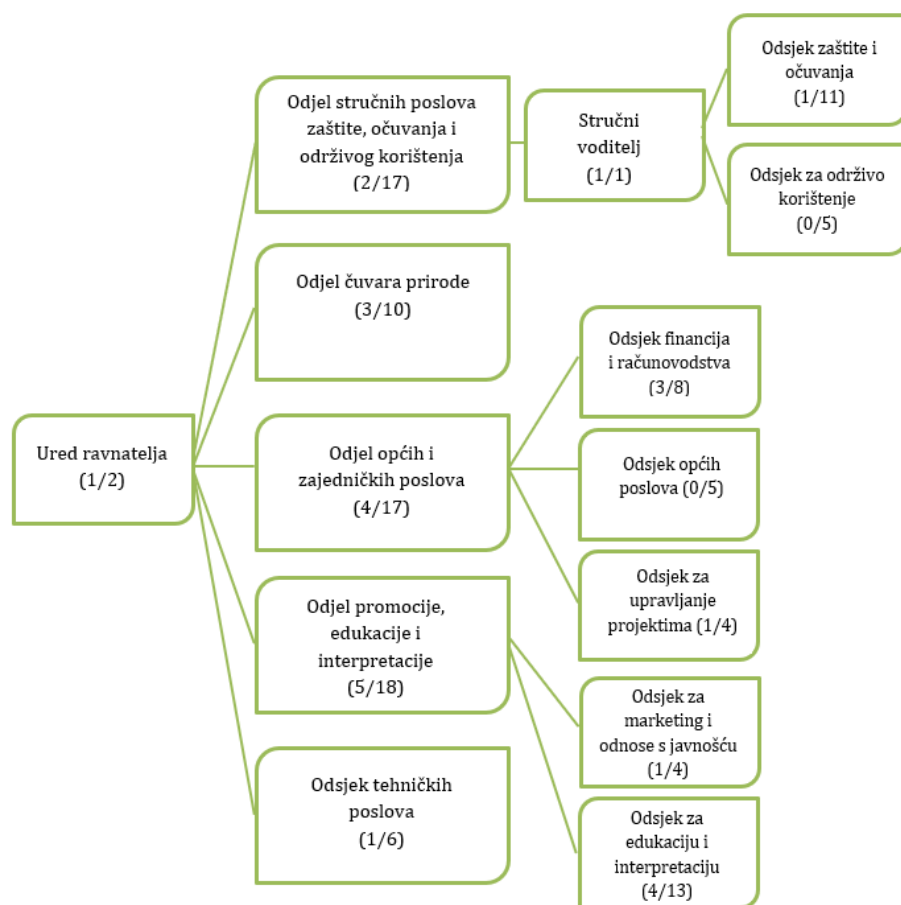 Ured ravnatelja
(1/2)
Odjel stručnih poslova
zaštite, očuvanja i
održivog korištenja
(2/17)
Stručni
voditelj
(1/1)
Odsjek zaštite i
očuvanja
(1/11)
Odsjek za održivo
korištenje
(0/5)
Odjel čuvara prirode
(3/10)
Odjel općih i
zajedničkih poslova
(4/17)
Odsjek financija
i računovodstva
(3/8)
Odsjek općih
poslova (0/5)
Odsjek za
upravljanje
projektima (1/4)
Odjel promocije,
edukacije i
interpretacije
(5/18)
Odsjek za
marketing i
odnose s javnošću
(1/4)
Odsjek za
edukaciju i
interpretaciju
(4/13)
Odsjek tehničkih
poslova
(1/6)